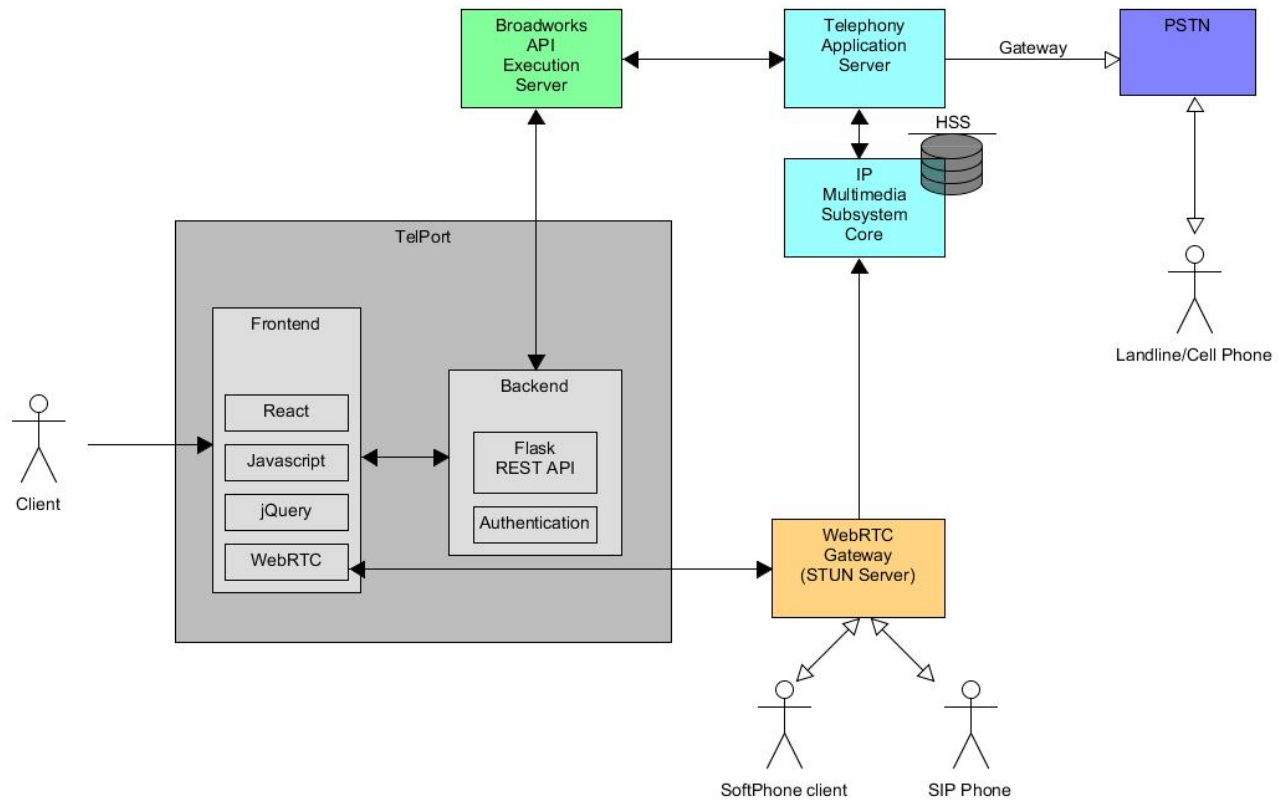 Broadworks
API
Execution
Server
Telephony
Application
Server
Gateway
PSTN
HSS
IP
Multimedia
Subsystem
Core
TelPort
Frontend
React
Javascript
jQuery
WebRTC
Backend
Flask
REST API
Authentication
Client
Landline/Cell Phone
WebRTC
Gateway
(STUN Server)
SoftPhone client
SIP Phone